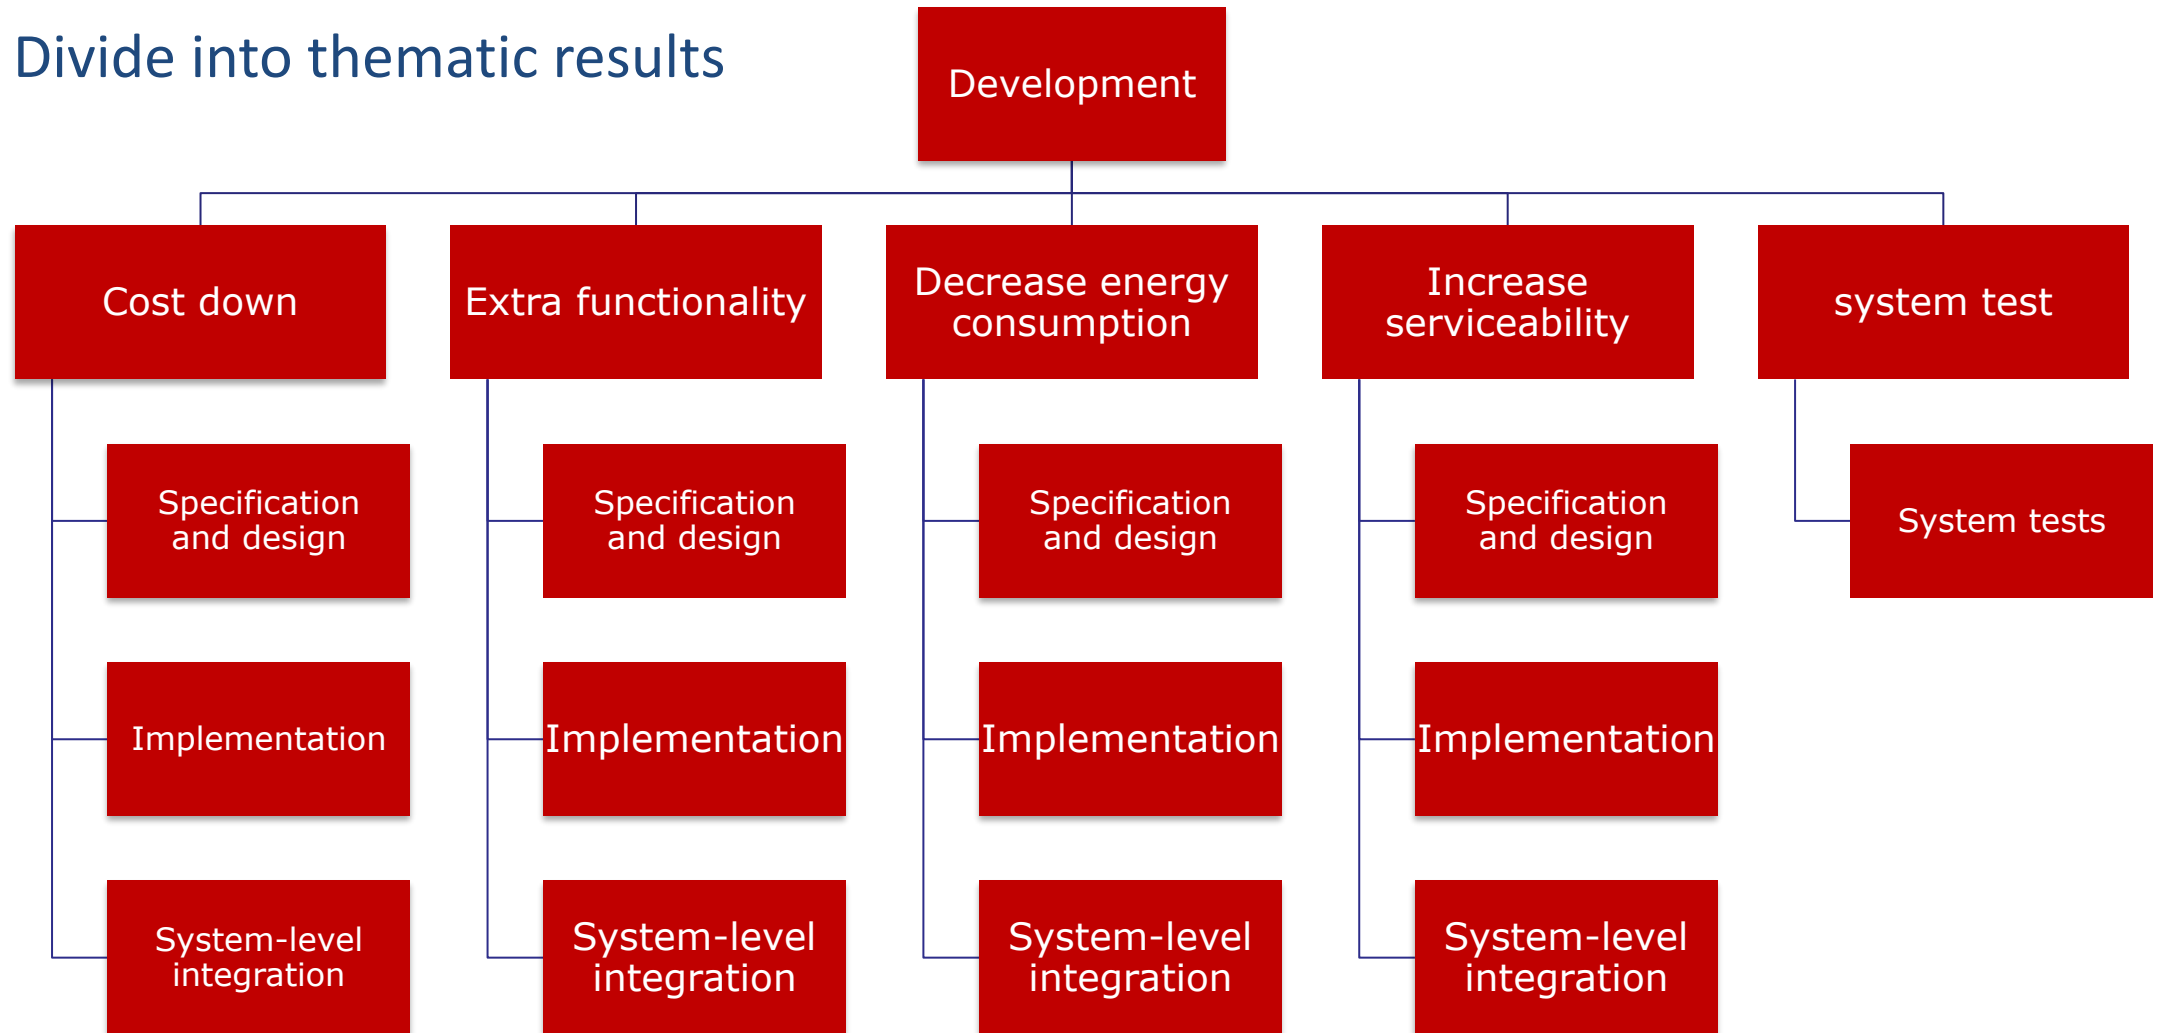 Divide into thematic results
Development
Cost down
Extra functionality
Decrease energy
consumption
Increase
serviceability
system test
Specification
and design
Specification
and design
Specification
and design
Specification
and design
System tests
Implementation
Implementation
Implementation
Implementation
System-level
integration
System-level
integration
System-level
integration
System-level
integration